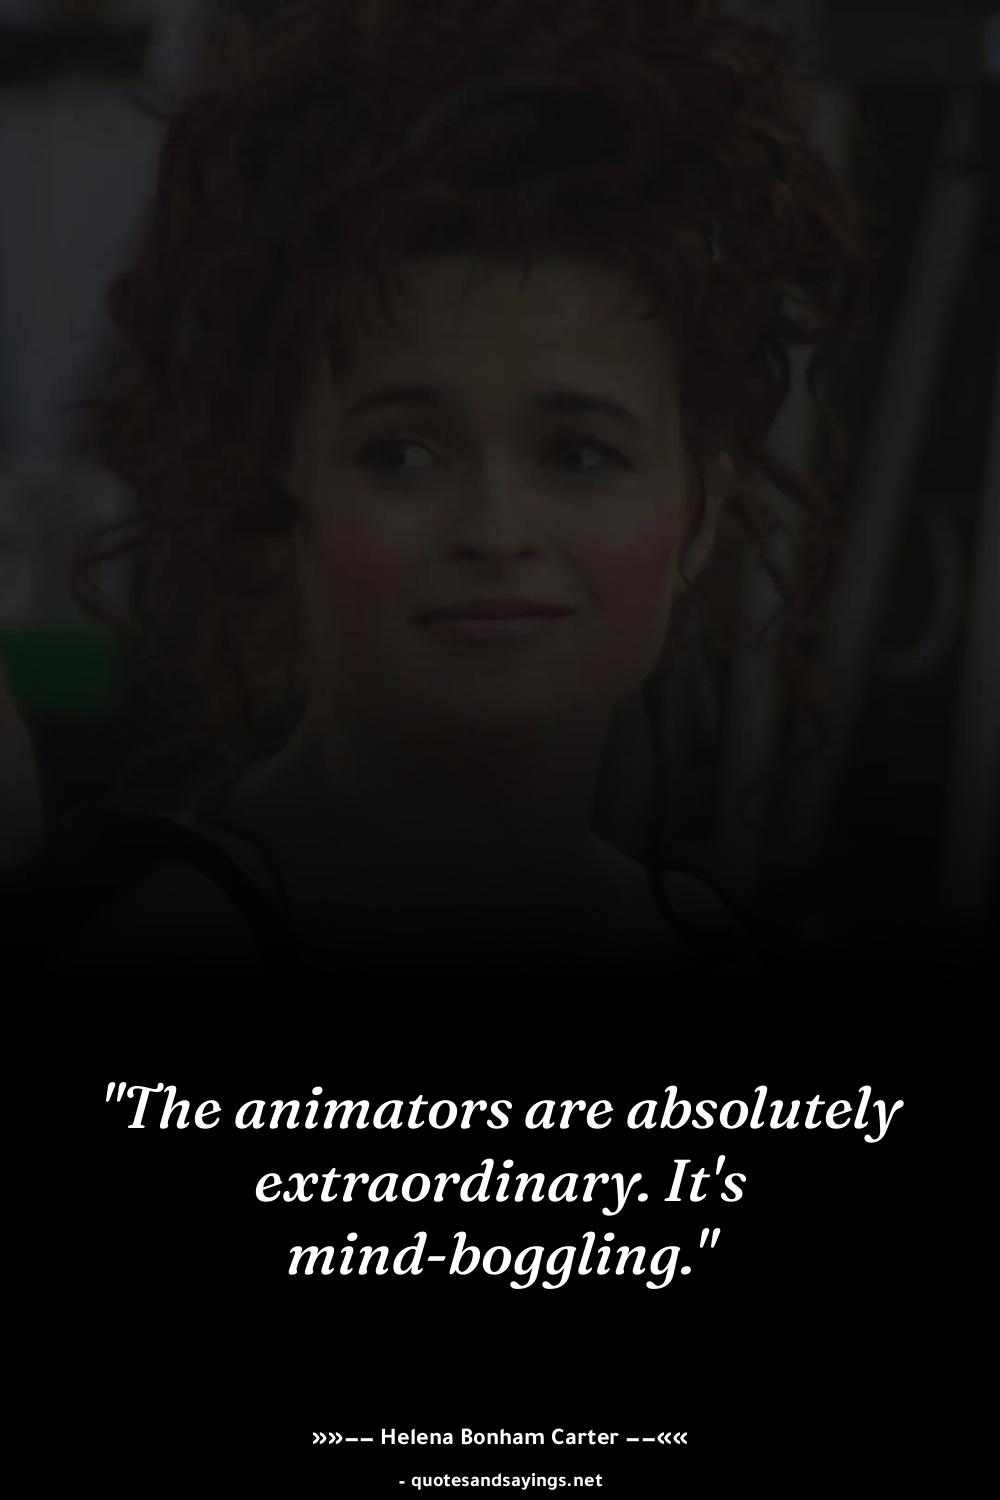 "The animators are absolutely
extraordinary. It's
mind-boggling."
»»–– Helena Bonham Carter ––««
- quotesandsayings.net